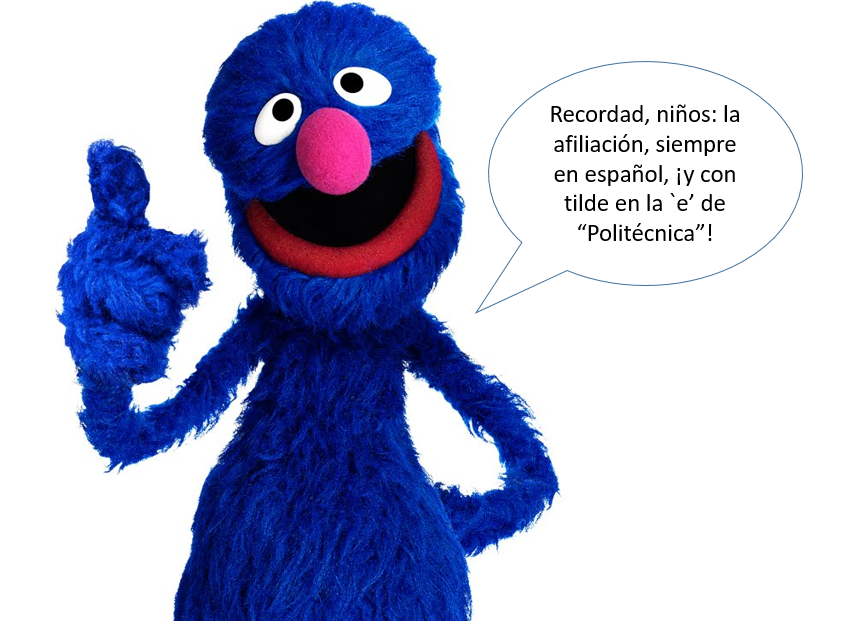 Recordad, niños: la
afiliación, siempre
en español, ¡y con
tilde en la `e’ de
“Politécnica”!